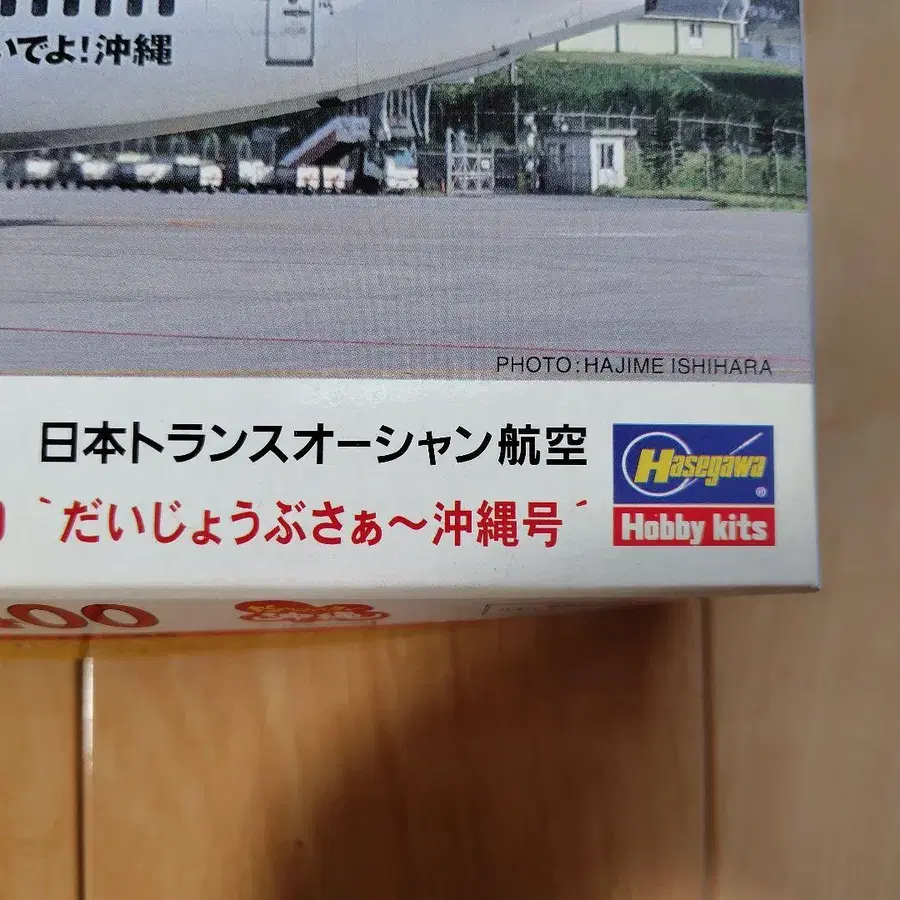 いでよ!沖縄
PHOTO:HAJIME ISHIHARA
日本トランスオーシャン航空
`だいじょうぶさぁ〜沖縄号´
Hasegawa®
Hobby kits
400